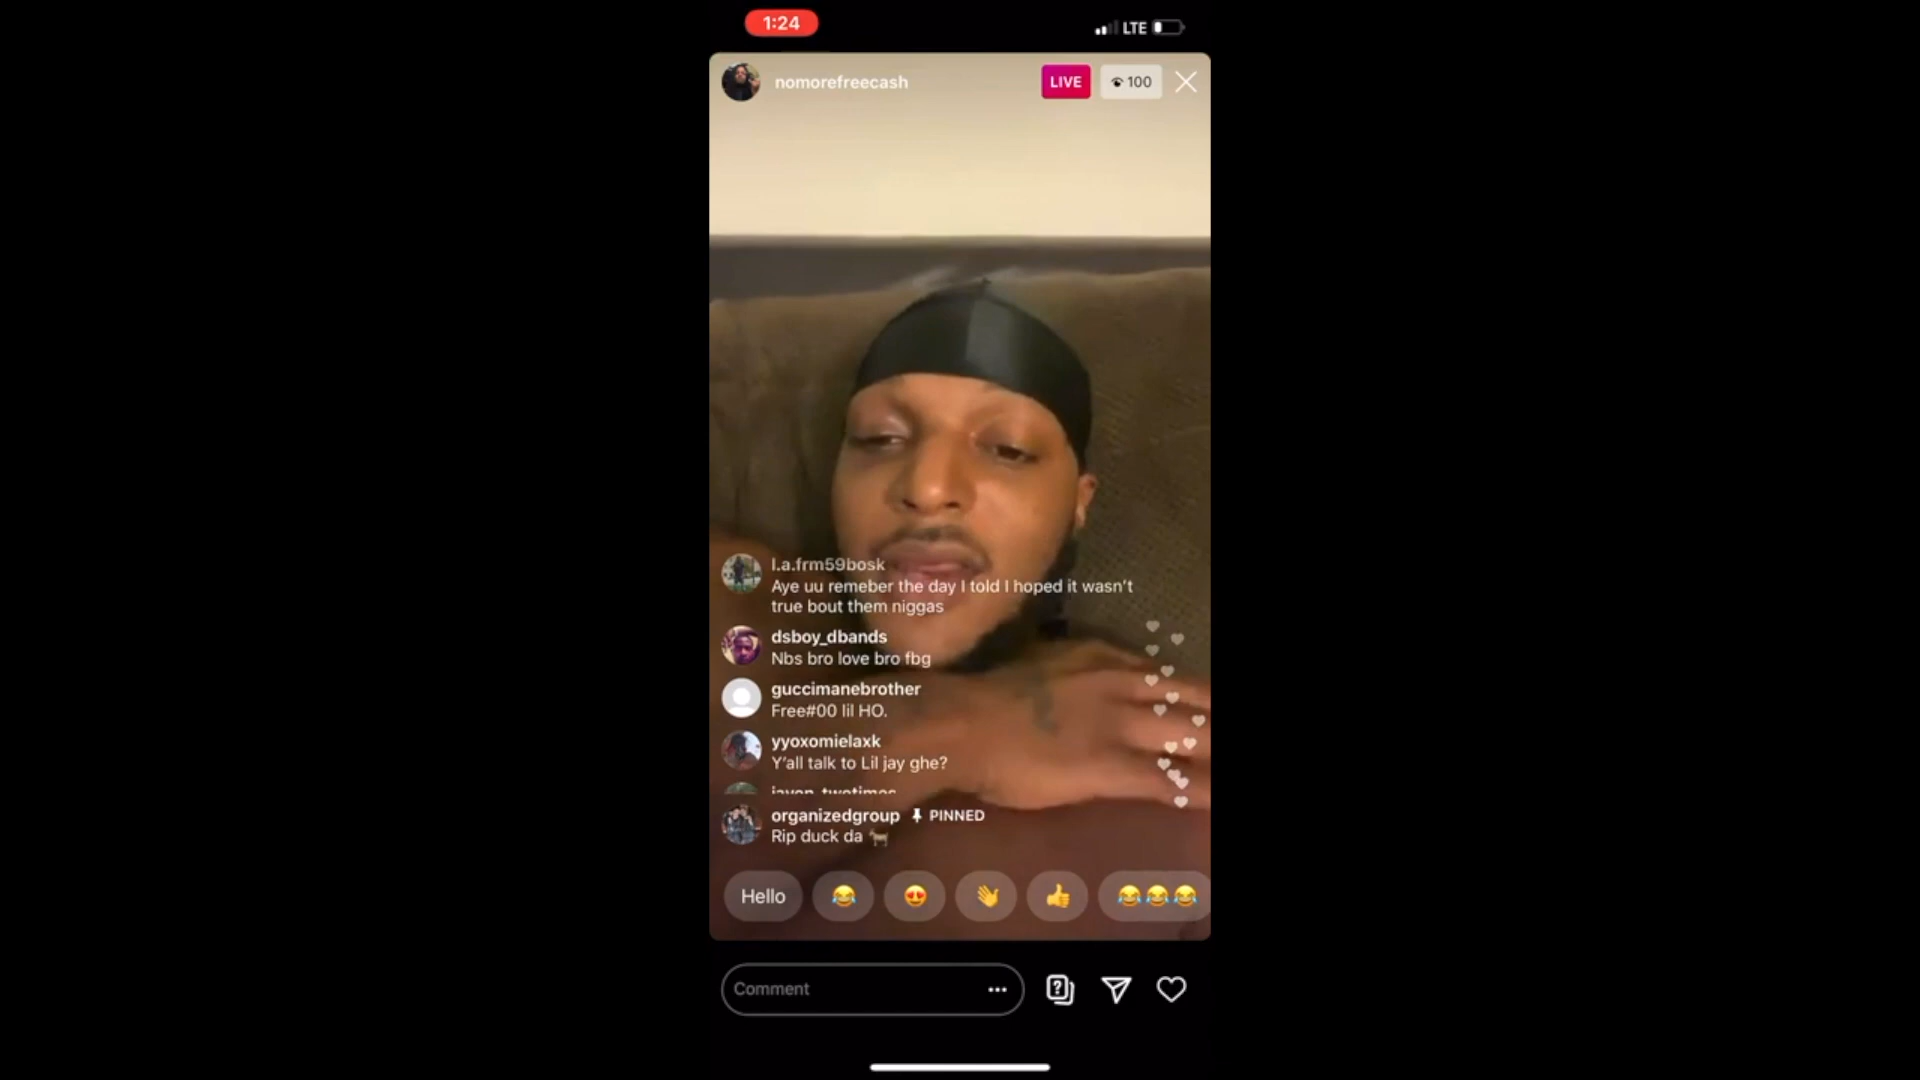 1:24
LTE
nomorefreecash
LIVE
100
l.a.frm59bosk
Aye uu remeber the day I told I hoped it wasn't
true bout them niggas
dsboy_dbands
Nbs bro love bro fbg
guccimanebrother
Free#00 lil HO.
yyoxomielaxk
Y'all talk to Lil jay ghe?
organizedgroup PINNED
Rip duck da 🐐
Hello
Comment